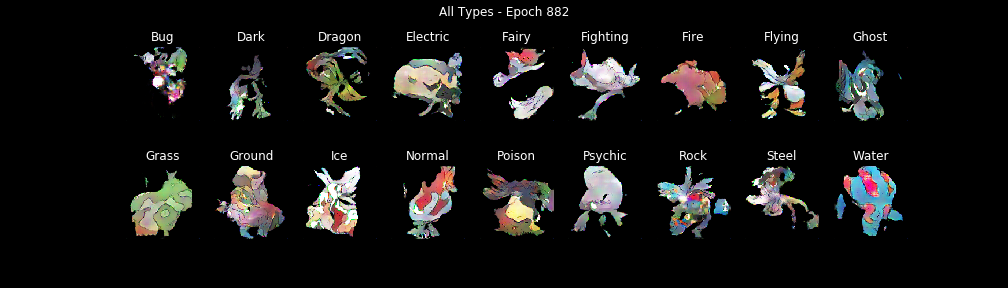 All Types - Epoch 882
Bug Dark Dragon Electric Fairy Fighting Fire Flying Ghost
Grass Ground Ice Normal Poison Psychic Rock Steel Water